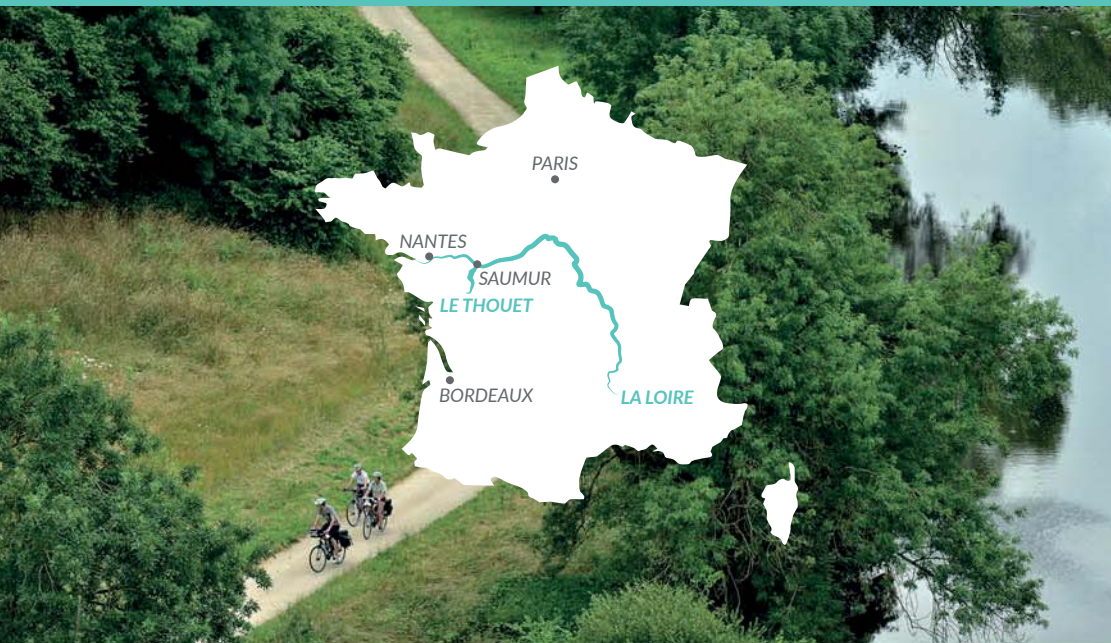 PARIS
NANTES
SAUMUR
LE THOUET
BORDEAUX
LA LOIRE